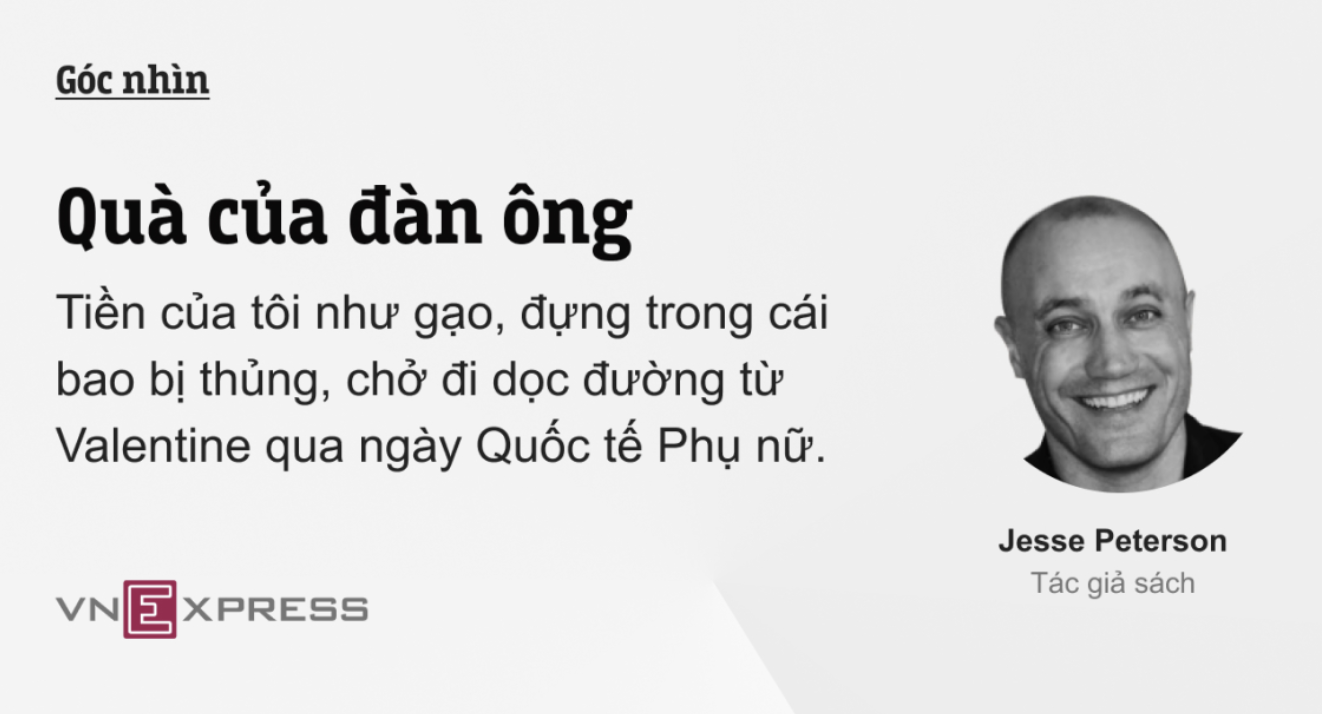 Góc nhìn
Quà của đàn ông
Tiền của tôi như gạo, đựng trong cái
bao bị thủng, chở đi dọc đường từ
Valentine qua ngày Quốc tế Phụ nữ.
Jesse Peterson
Tác giả sách
VNEXPRESS